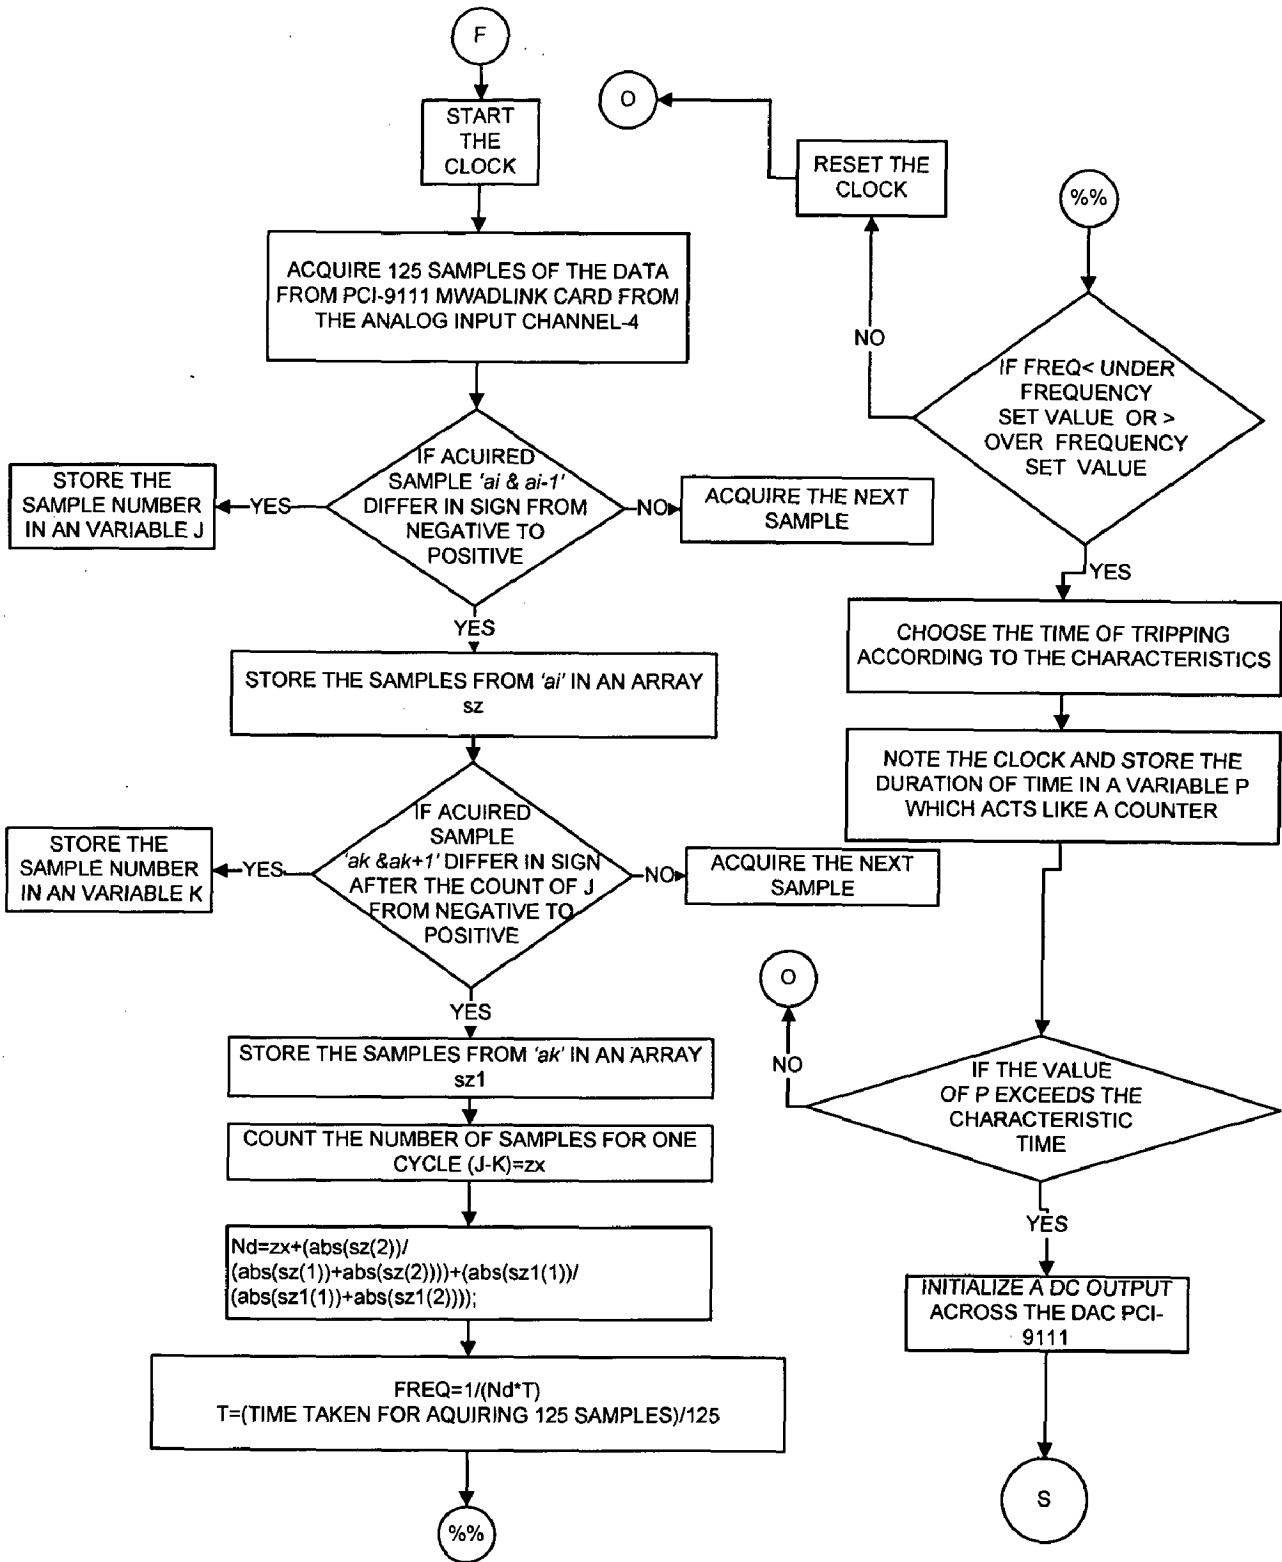 F
START
THE
CLOCK
ACQUIRE 125 SAMPLES OF THE DATA
FROM PCI-9111 MWADLINK CARD FROM
THE ANALOG INPUT CHANNEL-4
IF ACUIRED
SAMPLE 'ai & ai-1'
DIFFER IN SIGN FROM
NEGATIVE TO
POSITIVE
YES
STORE THE
SAMPLE NUMBER
IN AN VARIABLE J
NO
ACQUIRE THE NEXT
SAMPLE
YES
STORE THE SAMPLES FROM 'ai' IN AN ARRAY
sz
IF ACUIRED
SAMPLE
'ak &ak+1' DIFFER IN SIGN
AFTER THE COUNT OF J
FROM NEGATIVE TO
POSITIVE
YES
STORE THE
SAMPLE NUMBER
IN AN VARIABLE K
NO
ACQUIRE THE NEXT
SAMPLE
YES
STORE THE SAMPLES FROM 'ak' IN AN ARRAY
sz1
COUNT THE NUMBER OF SAMPLES FOR ONE
CYCLE (J-K)=zx
Nd=zx+(abs(sz(2))/
(abs(sz(1))+abs(sz(2))))+(abs(sz1(1))/
(abs(sz1(1))+abs(sz1(2))));
FREQ=1/(Nd*T)
T=(TIME TAKEN FOR AQUIRING 125 SAMPLES)/125
%%
O
RESET THE
CLOCK
%%
NO
IF FREQ< UNDER
FREQUENCY
SET VALUE OR >
OVER FREQUENCY
SET VALUE
YES
CHOOSE THE TIME OF TRIPPING
ACCORDING TO THE CHARACTERISTICS
NOTE THE CLOCK AND STORE THE
DURATION OF TIME IN A VARIABLE P
WHICH ACTS LIKE A COUNTER
O
NO
IF THE VALUE
OF P EXCEEDS THE
CHARACTERISTIC
TIME
YES
INITIALIZE A DC OUTPUT
ACROSS THE DAC PCI-
9111
S